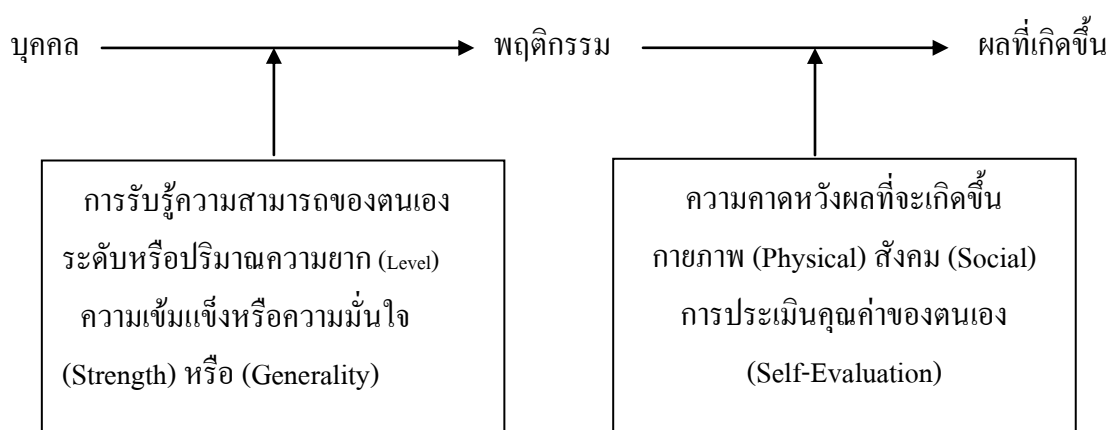 บุคคล พฤติกรรม ผลที่เกิดขึ้น
การรับรู้ความสามารถของตนเอง
ระดับหรือปริมาณความยาก (Level)
ความเข้มแข็งหรือความมั่นใจ
(Strength) หรือ (Generality)
ความคาดหวังผลที่จะเกิดขึ้น
กายภาพ (Physical) สังคม (Social)
การประเมินคุณค่าของตนเอง
(Self-Evaluation)